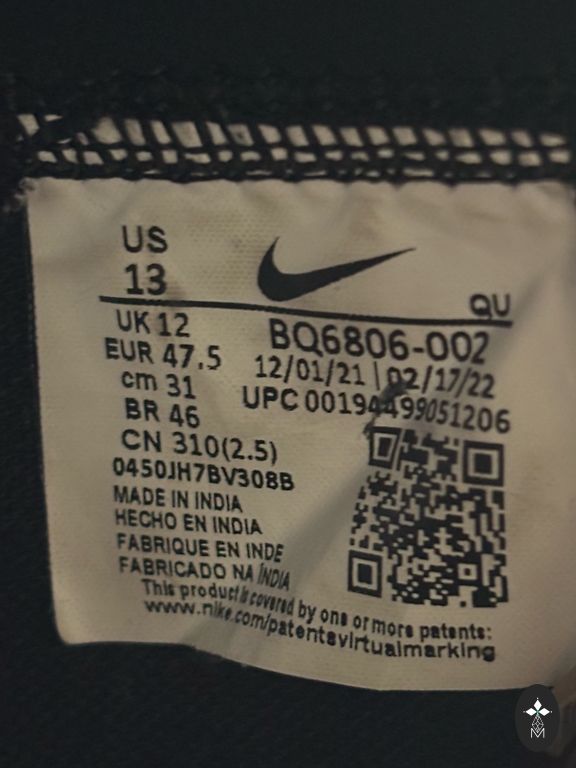 US
13
QU
UK 12
BQ6806-002
EUR 47.5
12/01/21 | 02/17/22
cm 31
UPC 00194499051206
BR 46
CN 310(2.5)
0450JH7BV308B
MADE IN INDIA
HECHO EN INDIA
FABRIQUE EN INDE
FABRICADO NA ÍNDIA
This product is covered by one or more patents:
www.nike.com/patentsvirtualmarking
M